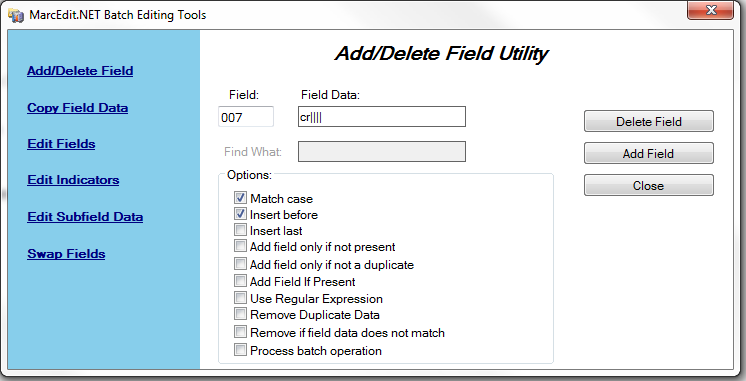 MarcEdit.NET Batch Editing Tools
Add/Delete Field
Copy Field Data
Edit Fields
Edit Indicators
Edit Subfield Data
Swap Fields
Add/Delete Field Utility
Field: Field Data:
007 cr||||
Find What:
Delete Field
Add Field
Close
Options:
Match case
Insert before
Insert last
Add field only if not present
Add field only if not a duplicate
Add Field If Present
Use Regular Expression
Remove Duplicate Data
Remove if field data does not match
Process batch operation